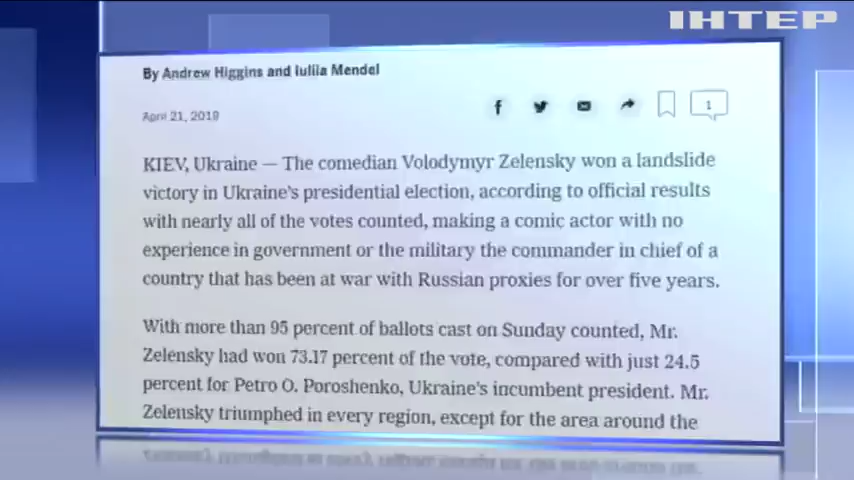 ІНТЕР
By Andrew Higgins and Iuliia Mendel
April 21, 2019
1
KIEV, Ukraine — The comedian Volodymyr Zelensky won a landslide
victory in Ukraine's presidential election, according to official results
with nearly all of the votes counted, making a comic actor with no
experience in government or the military the commander in chief of a
country that has been at war with Russian proxies for over five years.
With more than 95 percent of ballots cast on Sunday counted, Mr.
Zelensky had won 73.17 percent of the vote, compared with just 24.5
percent for Petro O. Poroshenko, Ukraine's incumbent president. Mr.
Zelensky triumphed in every region, except for the area around the